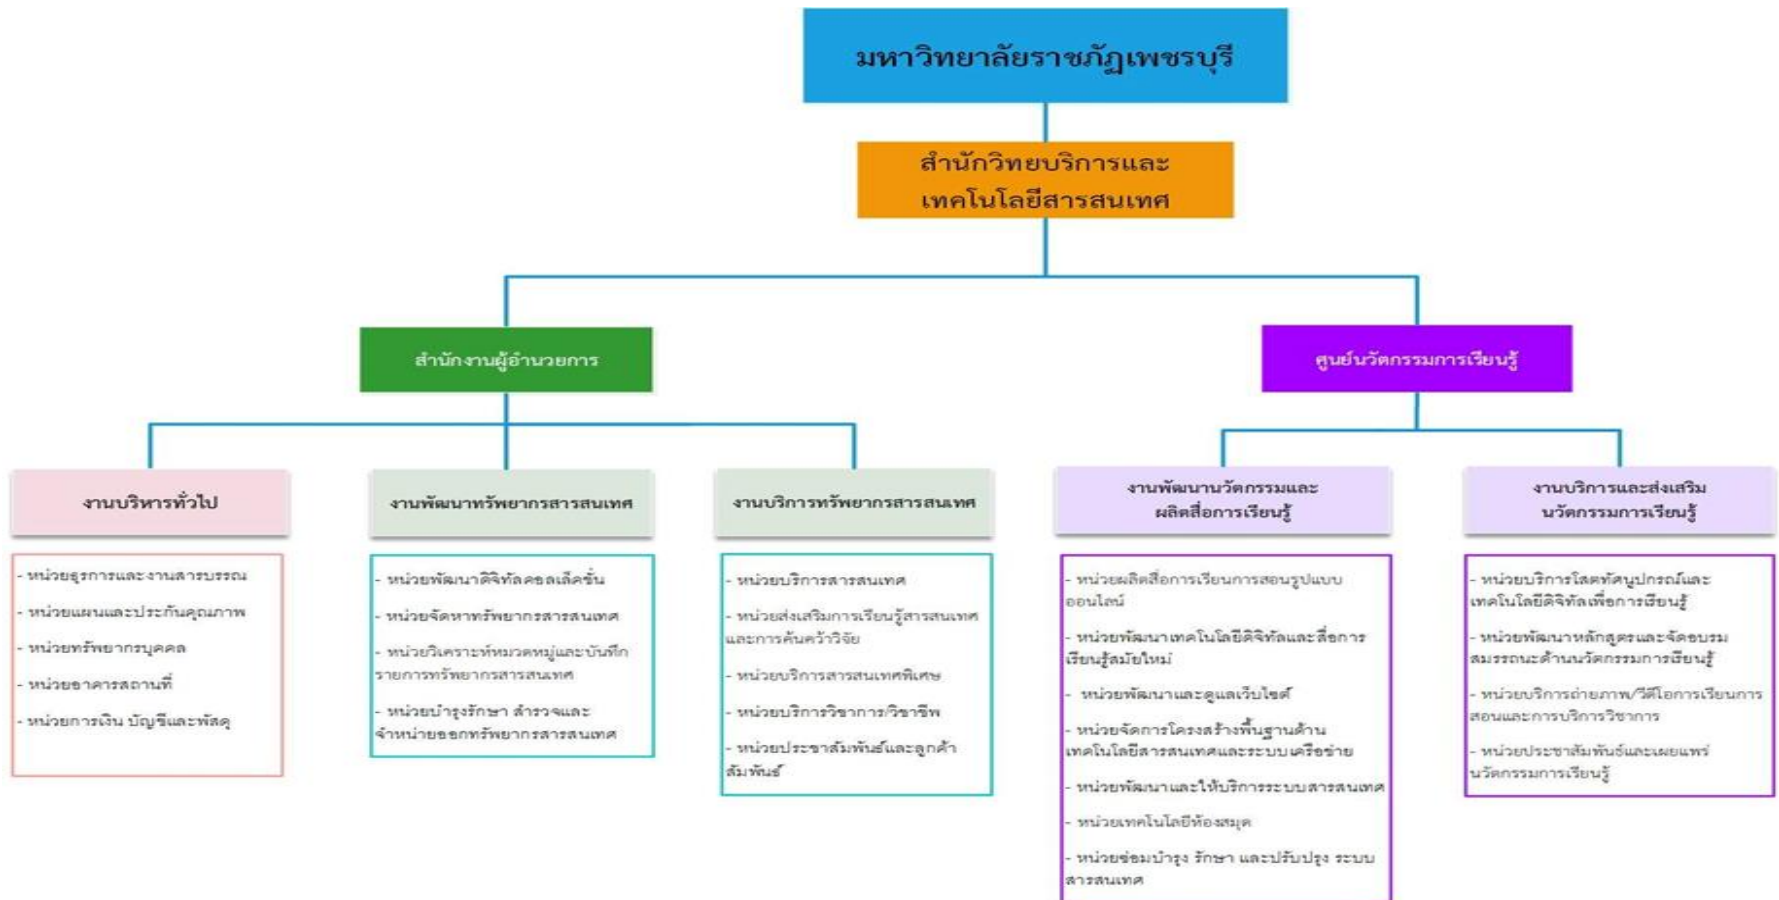 มหาวิทยาลัยราชภัฏเพชรบุรี
สำนักวิทยบริการและ
เทคโนโลยีสารสนเทศ
สำนักงานผู้อำนวยการ
ศูนย์นวัตกรรมการเรียนรู้
งานบริหารทั่วไป
- หน่วยธุรการและงานสารบรรณ
- หน่วยแผนและประกันคุณภาพ
- หน่วยทรัพยากรบุคคล
- หน่วยอาคารสถานที่
- หน่วยการเงิน บัญชีและพัสดุ
งานพัฒนาทรัพยากรสารสนเทศ
- หน่วยพัฒนาดิจิทัลคอลเล็คชั่น
- หน่วยจัดหาทรัพยากรสารสนเทศ
- หน่วยวิเคราะห์หมวดหมู่และบันทึก
รายการทรัพยากรสารสนเทศ
- หน่วยบำรุงรักษา สำรวจและ
จำหน่ายออกทรัพยากรสารสนเทศ
งานบริการทรัพยากรสารสนเทศ
- หน่วยบริการสารสนเทศ
- หน่วยส่งเสริมการเรียนรู้สารสนเทศ
และการค้นคว้าวิจัย
- หน่วยบริการสารสนเทศพิเศษ
- หน่วยบริการวิชาการ/วิชาชีพ
- หน่วยประชาสัมพันธ์และลูกค้า
สัมพันธ์
งานพัฒนานวัตกรรมและ
ผลิตสื่อการเรียนรู้
- หน่วยผลิตสื่อการเรียนการสอนรูปแบบ
ออนไลน์
- หน่วยพัฒนาเทคโนโลยีดิจิทัลและสื่อการ
เรียนรู้สมัยใหม่
- หน่วยพัฒนาและดูแลเว็บไซต์
- หน่วยจัดการโครงสร้างพื้นฐานด้าน
เทคโนโลยีสารสนเทศและระบบเครือข่าย
- หน่วยพัฒนาและให้บริการระบบสารสนเทศ
- หน่วยเทคโนโลยีห้องสมุด
- หน่วยซ่อมบำรุง รักษา และปรับปรุง ระบบ
สารสนเทศ
งานบริการและส่งเสริม
นวัตกรรมการเรียนรู้
- หน่วยบริการโสตทัศนูปกรณ์และ
เทคโนโลยีดิจิทัลเพื่อการเรียนรู้
- หน่วยพัฒนาหลักสูตรและจัดอบรม
สมรรถนะด้านนวัตกรรมการเรียนรู้
- หน่วยบริการถ่ายภาพ/วีดีโอการเรียนการ
สอนและการบริการวิชาการ
- หน่วยประชาสัมพันธ์และเผยแพร่
นวัตกรรมการเรียนรู้